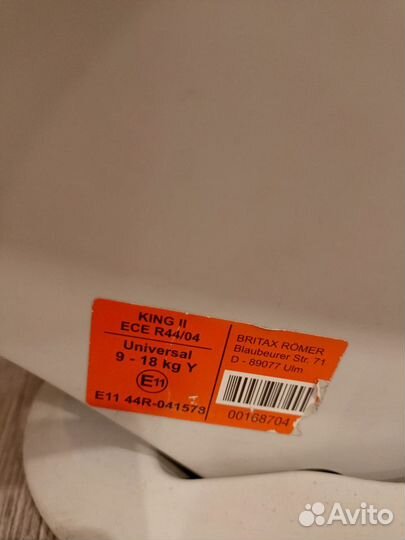 KING II
ECE R44/04
Universal
9 - 18 kg Y
E11
E11 44R-041573
BRITAX RÖMER
Blaubeurer Str. 71
D - 89077 Ulm
00168704
Avito